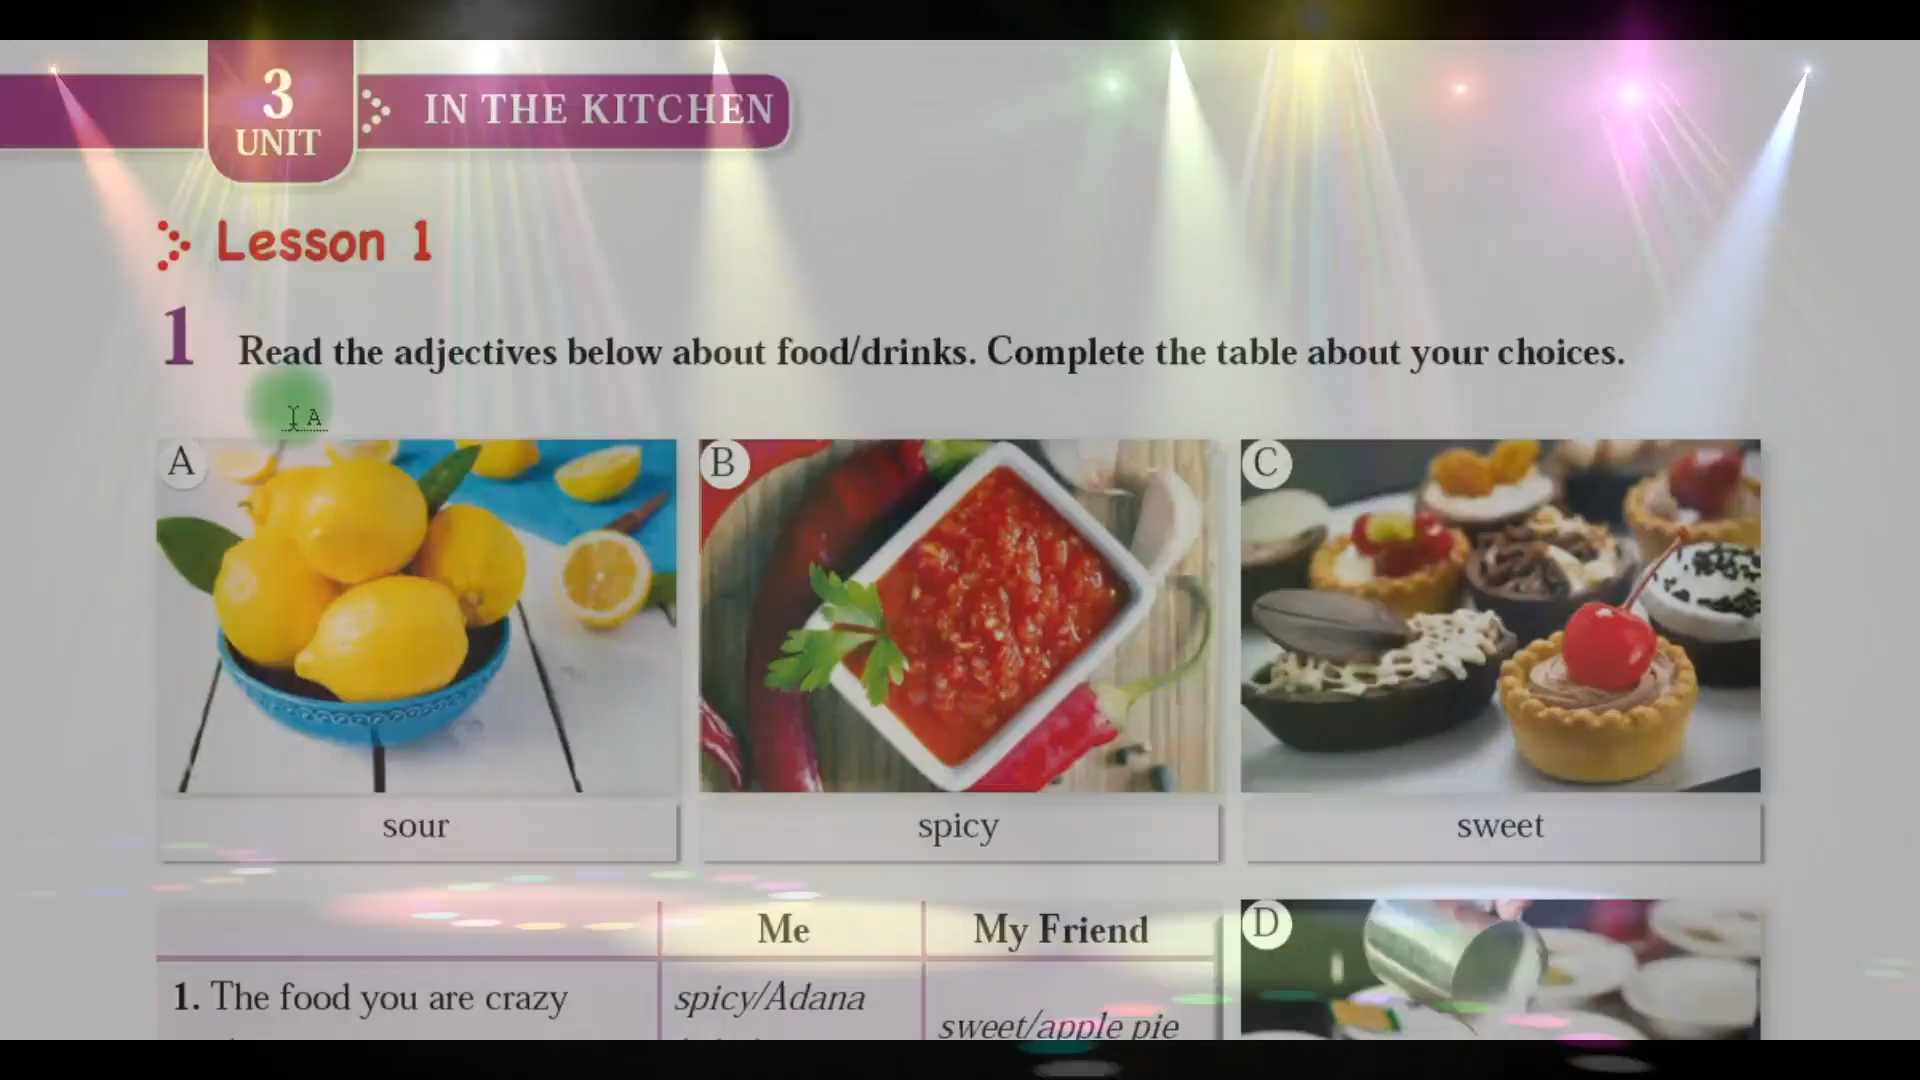 3
UNIT
IN THE KITCHEN
Lesson 1
1 Read the adjectives below about food/drinks. Complete the table about your choices.
A
B
C
sour
spicy
sweet
Me
My Friend
D
1. The food you are crazy
spicy/Adana
sweet/apple pie